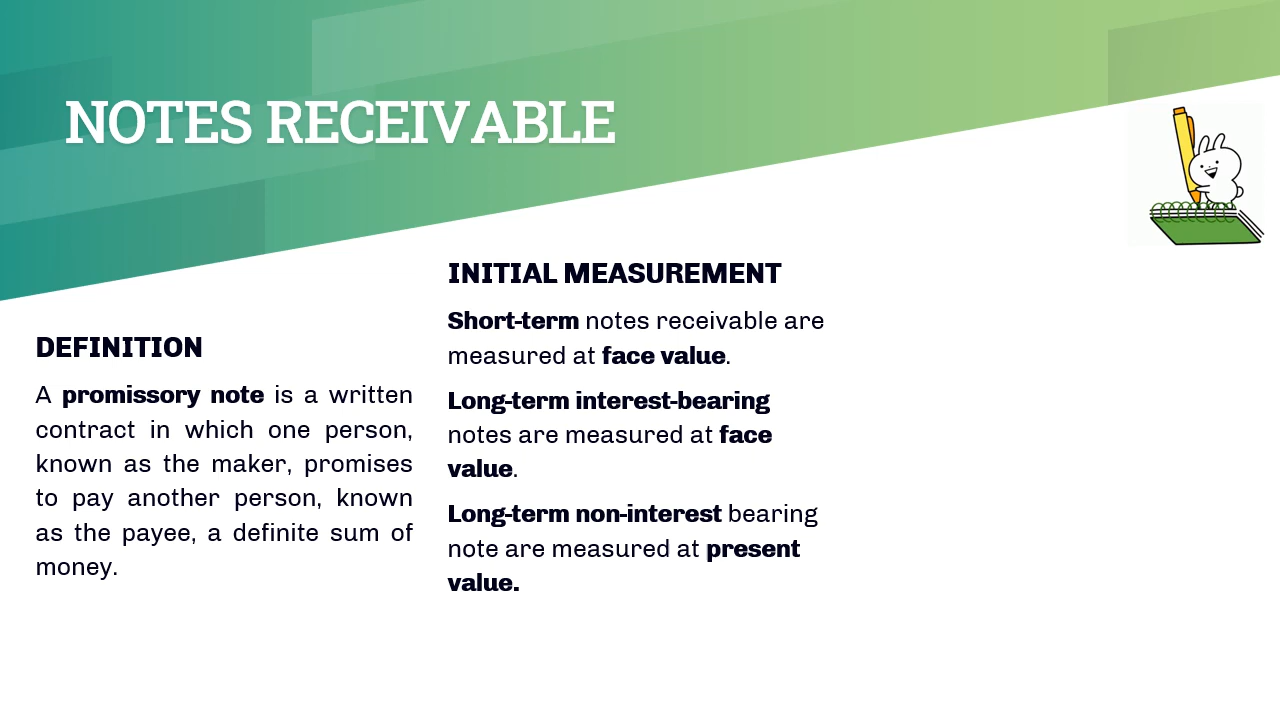 NOTES RECEIVABLE
DEFINITION
A promissory note is a written
contract in which one person,
known as the maker, promises
to pay another person, known
as the payee, a definite sum of
money.
INITIAL MEASUREMENT
Short-term notes receivable are
measured at face value.
Long-term interest-bearing
notes are measured at face
value.
Long-term non-interest bearing
note are measured at present
value.